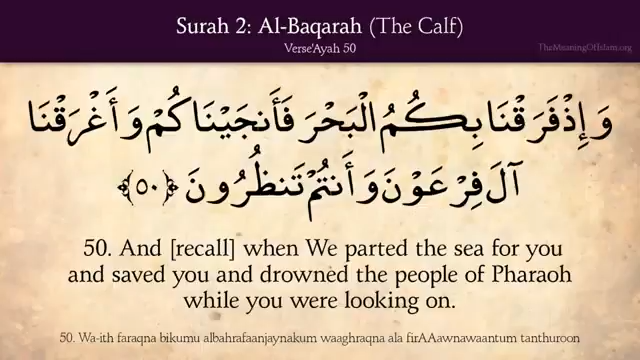 Surah 2: Al-Baqarah (The Calf)
Verse'Ayah 50
TheMeaningOfIslam.org
وَإِذْ فَرَقْنَا بِكُمُ الْبَحْرَ فَأَنجَيْنَاكُمْ وَأَغْرَقْنَا
آلَ فِرْعَوْنَ وَأَنتُمْ تَنظُرُونَ ﴿٥٠﴾
50. And [recall] when We parted the sea for you
and saved you and drowned the people of Pharaoh
while you were looking on.
50. Wa-ith faraqna bikumu albahrafaanjaynakum waaghraqna ala firAAawnawaantum tanthuroon